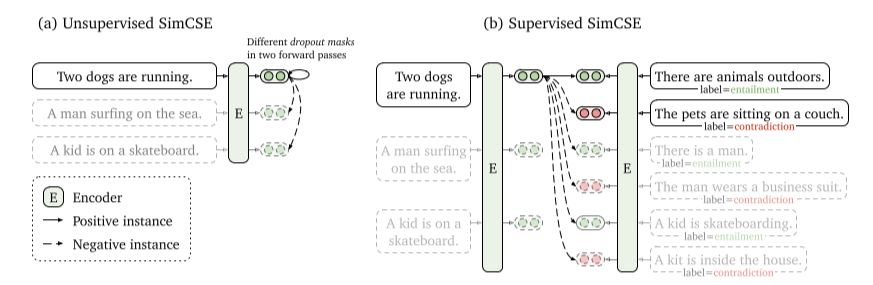 (a) Unsupervised SimCSE
Different dropout masks
in two forward passes
Two dogs are running.
A man surfing on the sea.
A kid is on a skateboard.
E
E Encoder
Positive instance
Negative instance
(b) Supervised SimCSE
Two dogs
are running.
A man surfing
on the sea.
A kid is on a
skateboard.
E
E
There are animals outdoors.
label=entailment
The pets are sitting on a couch.
label=contradiction
There is a man.
label=entailment
The man wears a business suit.
label=contradiction
A kid is skateboarding.
label=entailment
A kit is inside the house.
label=contradiction